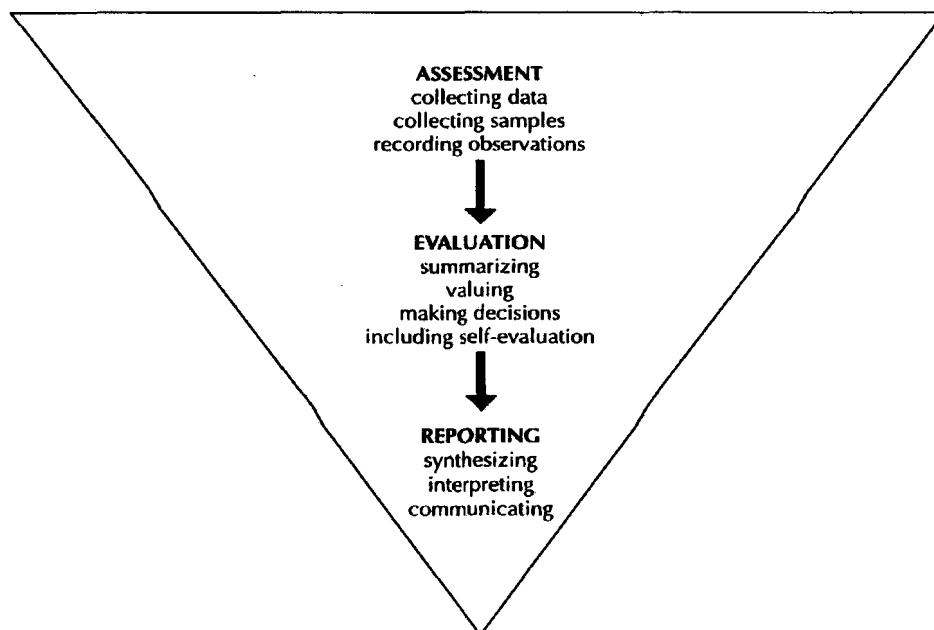 ASSESSMENT
collecting data
collecting samples
recording observations
EVALUATION
summarizing
valuing
making decisions
including self-evaluation
REPORTING
synthesizing
interpreting
communicating